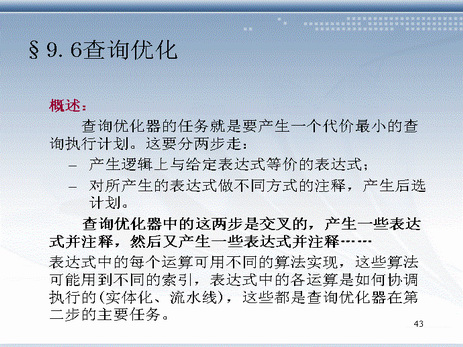 §9.6查询优化
概述:
查询优化器的任务就是要产生一个代价最小的查
询执行计划。这要分两步走:
– 产生逻辑上与给定表达式等价的表达式;
– 对所产生的表达式做不同方式的注释，产生后选
计划。
查询优化器中的这两步是交叉的，产生一些表达
式并注释，然后又产生一些表达式并注释……
表达式中的每个运算可用不同的算法实现，这些算法
可能用到不同的索引，表达式中的各运算是如何协调
执行的(实体化、流水线)，这些都是查询优化器在第
二步的主要任务。
43